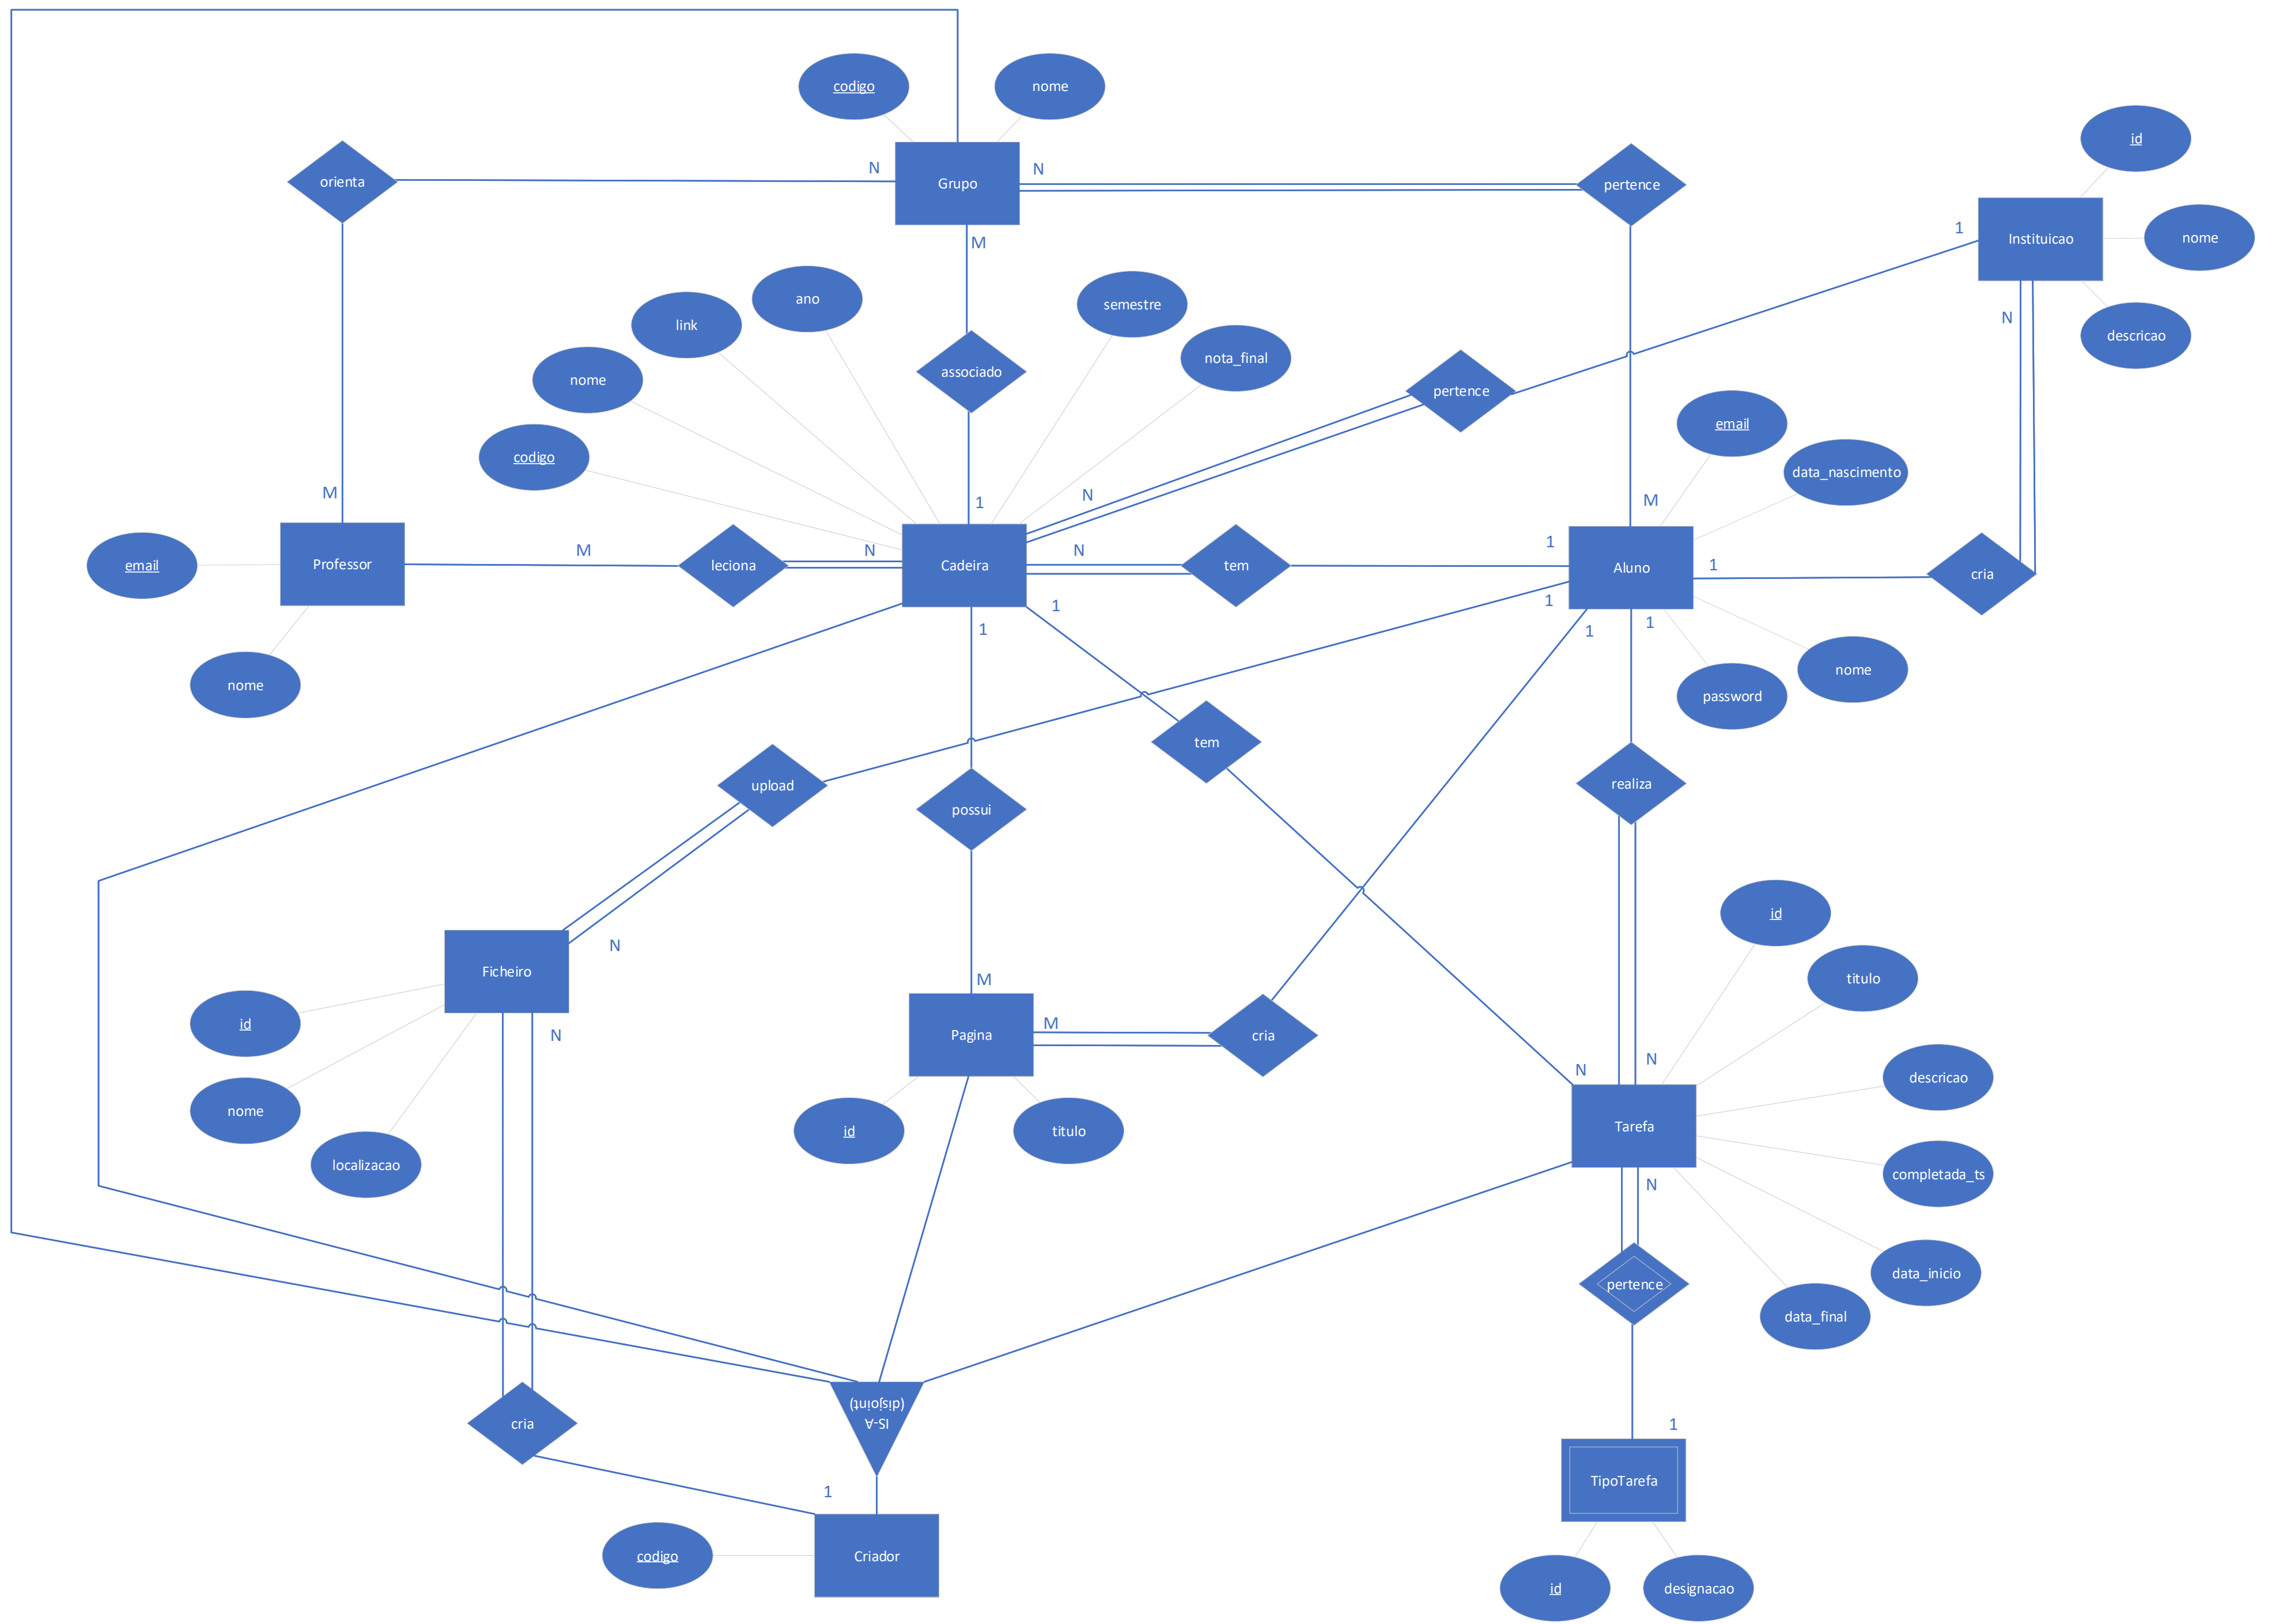 codigo
nome
id
orienta
N
Grupo
N
pertence
Instituicao
nome
1
M
N
descricao
ano
semestre
link
nota_final
nome
associado
pertence
email
codigo
data_nascimento
M
1
N
M
email
Professor
M
leciona
N
Cadeira
N
tem
1
Aluno
1
cria
1
1
1
1
1
nome
nome
password
tem
upload
possui
realiza
id
N
Ficheiro
M
titulo
id
N
Pagina
M
cria
N
N
descricao
nome
id
titulo
Tarefa
localizacao
completada_ts
N
pertence
data_inicio
data_final
cria
IS-A
(disjoint)
1
1
TipoTarefa
codigo
Criador
id
designacao